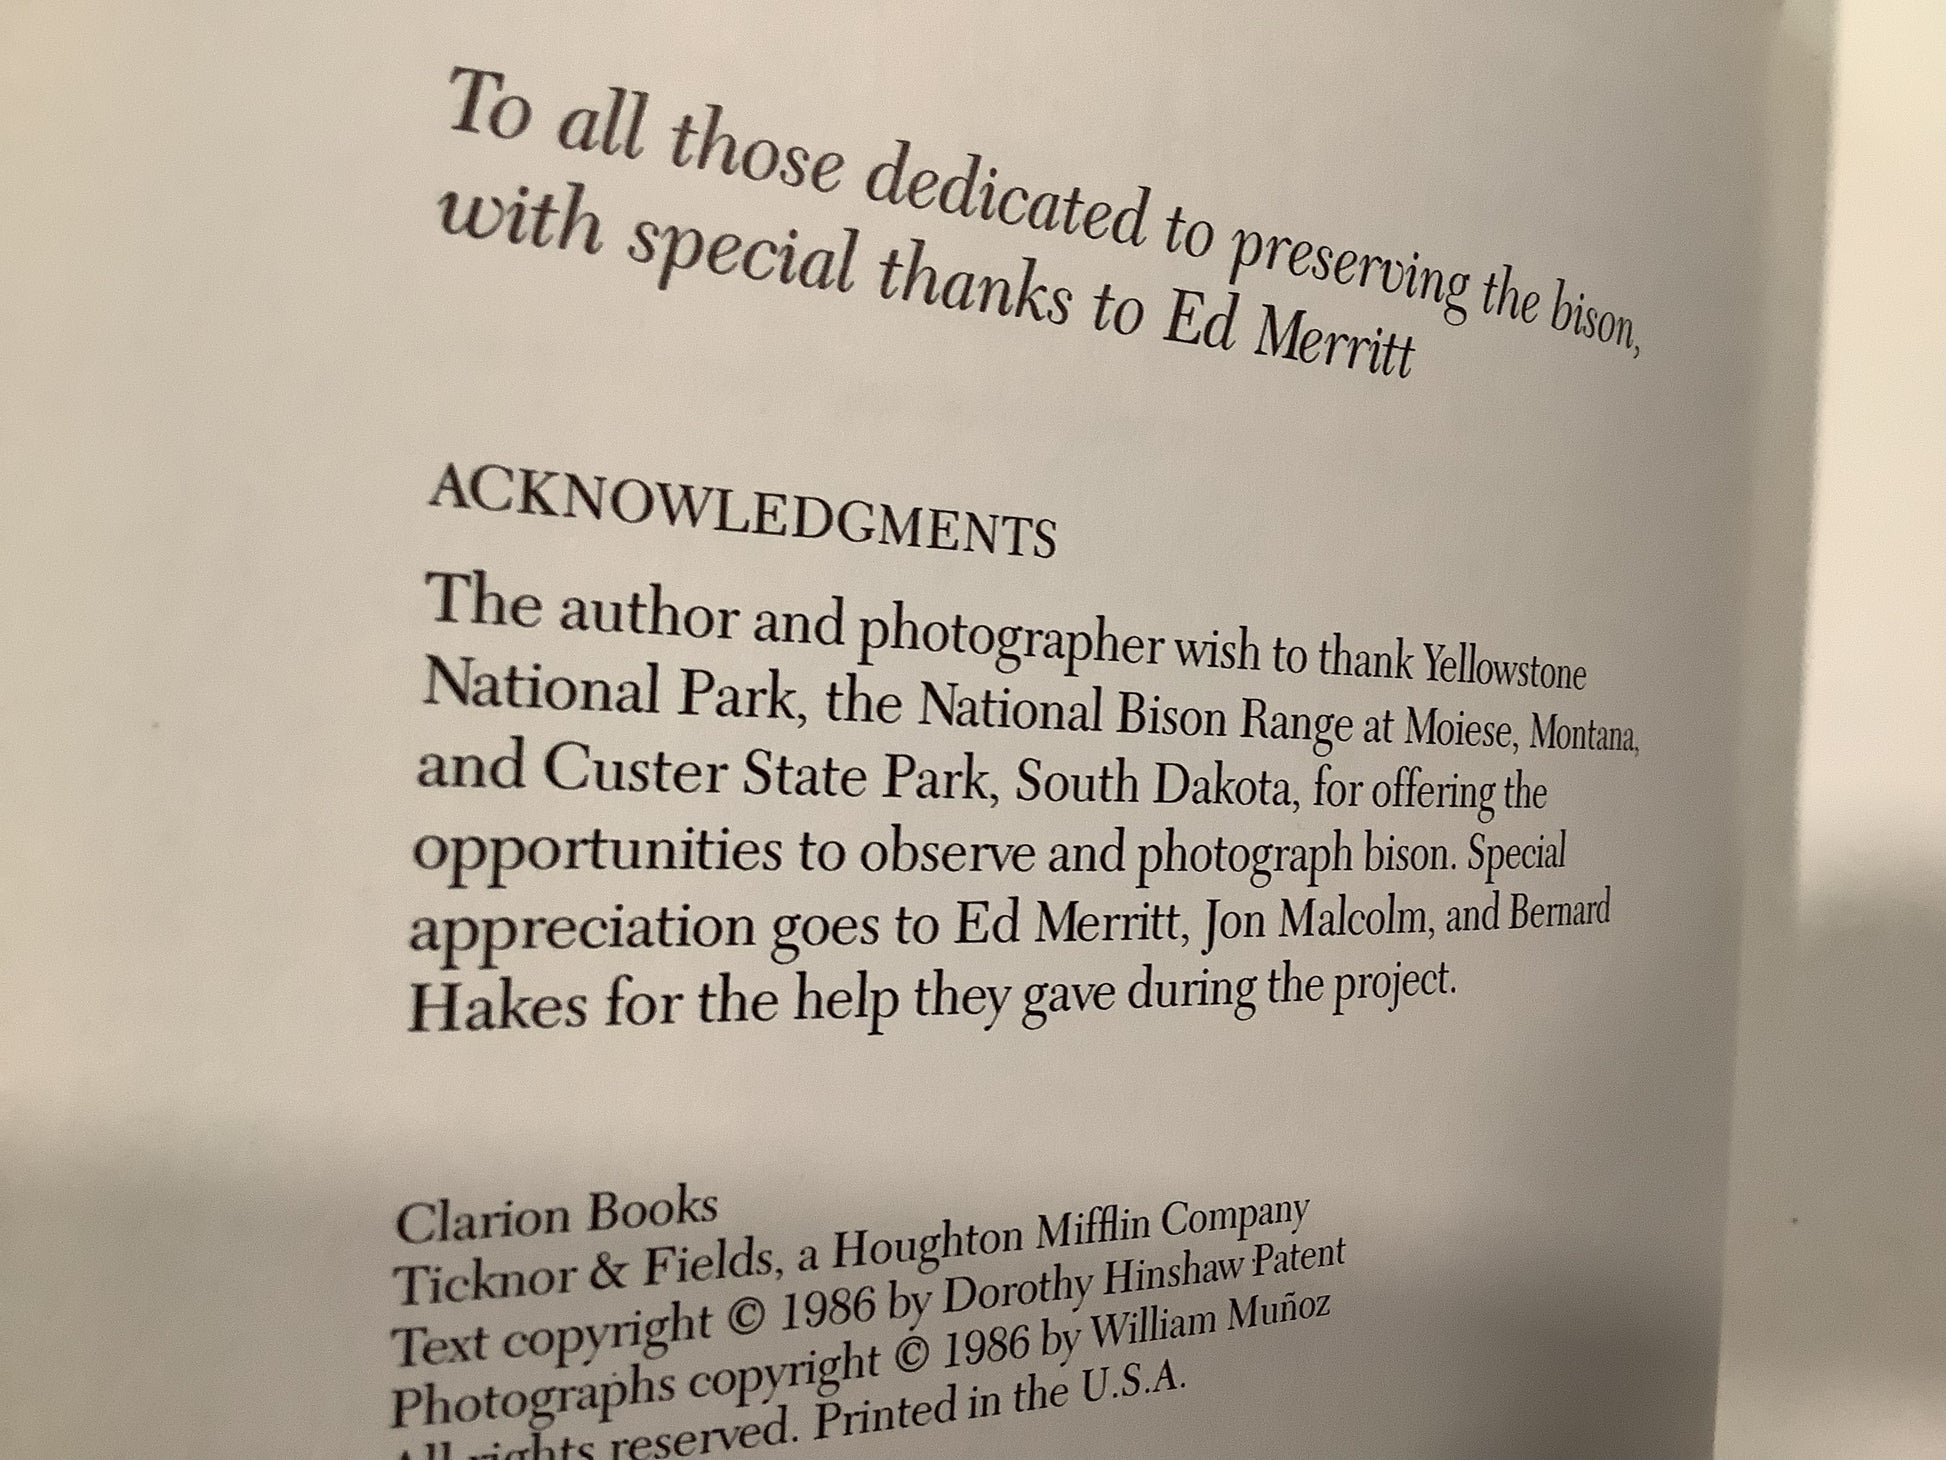 To all those dedicated to preserving the bison,
with special thanks to Ed Merritt
ACKNOWLEDGMENTS
The author and photographer wish to thank Yellowstone
National Park, the National Bison Range at Moiese, Montana,
and Custer State Park, South Dakota, for offering the
opportunities to observe and photograph bison. Special
appreciation goes to Ed Merritt, Jon Malcolm, and Bernard
Hakes for the help they gave during the project.
Clarion Books
Ticknor & Fields, a Houghton Mifflin Company
Text copyright © 1986 by Dorothy Hinshaw Patent
Photographs copyright © 1986 by William Muñoz
All rights reserved. Printed in the U.S.A.